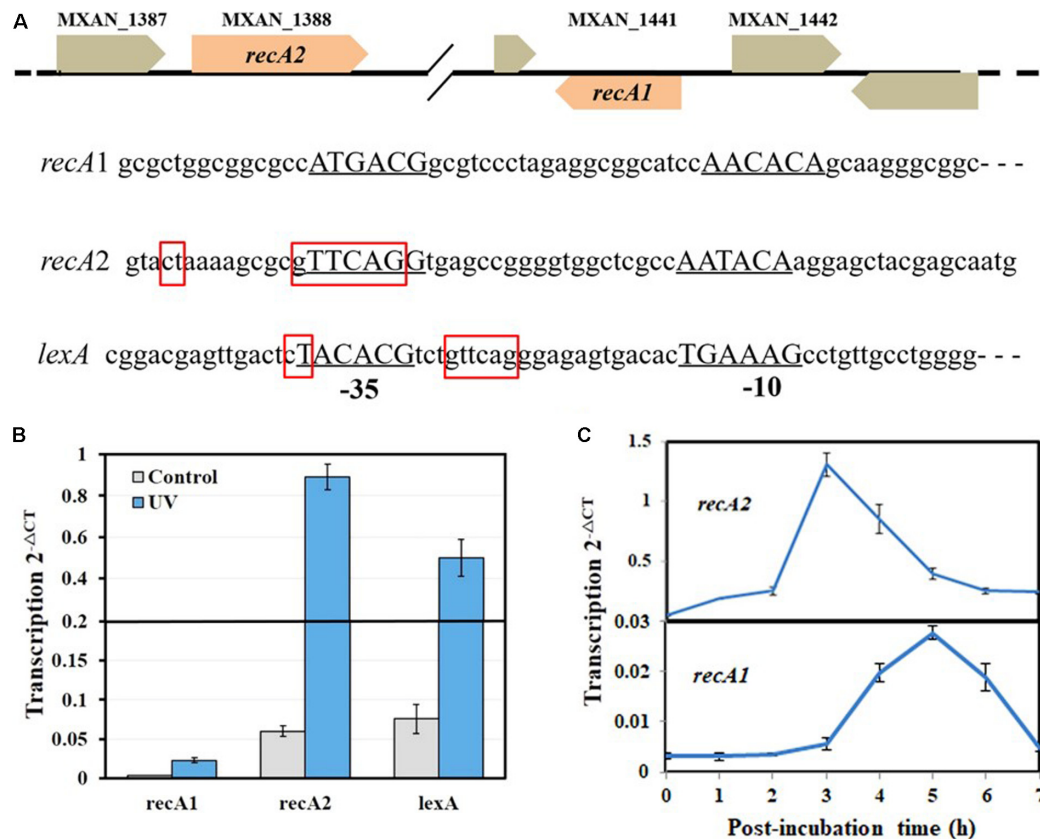 A
MXAN_1387 MXAN_1388 MXAN_1441 MXAN_1442
recA2
recA1
recA1 gcgctggcggcgccATGACGgcgtccctagaggcggcatccAACACAgcaagggcggc- - -
recA2 gtactaaaagcgcgTTCAGGtgagccggggtggctcgccAATACAaggagctacgagcaatg
lexA cggacgagttgactcTACACGtctgttcagggagagtgacacTGAAAGcctgttgcctgggg- - -
-35 -10
B
Transcription 2-ΔCT
1
0.8
0.6
0.4
0.2
0.15
0.1
0.05
0
Control
UV
recA1 recA2 lexA
C
Transcription 2-ΔCT
1.5
1
0.5
0.03
0.02
0.01
0
recA2
recA1
0 1 2 3 4 5 6 7
Post-incubation time (h)